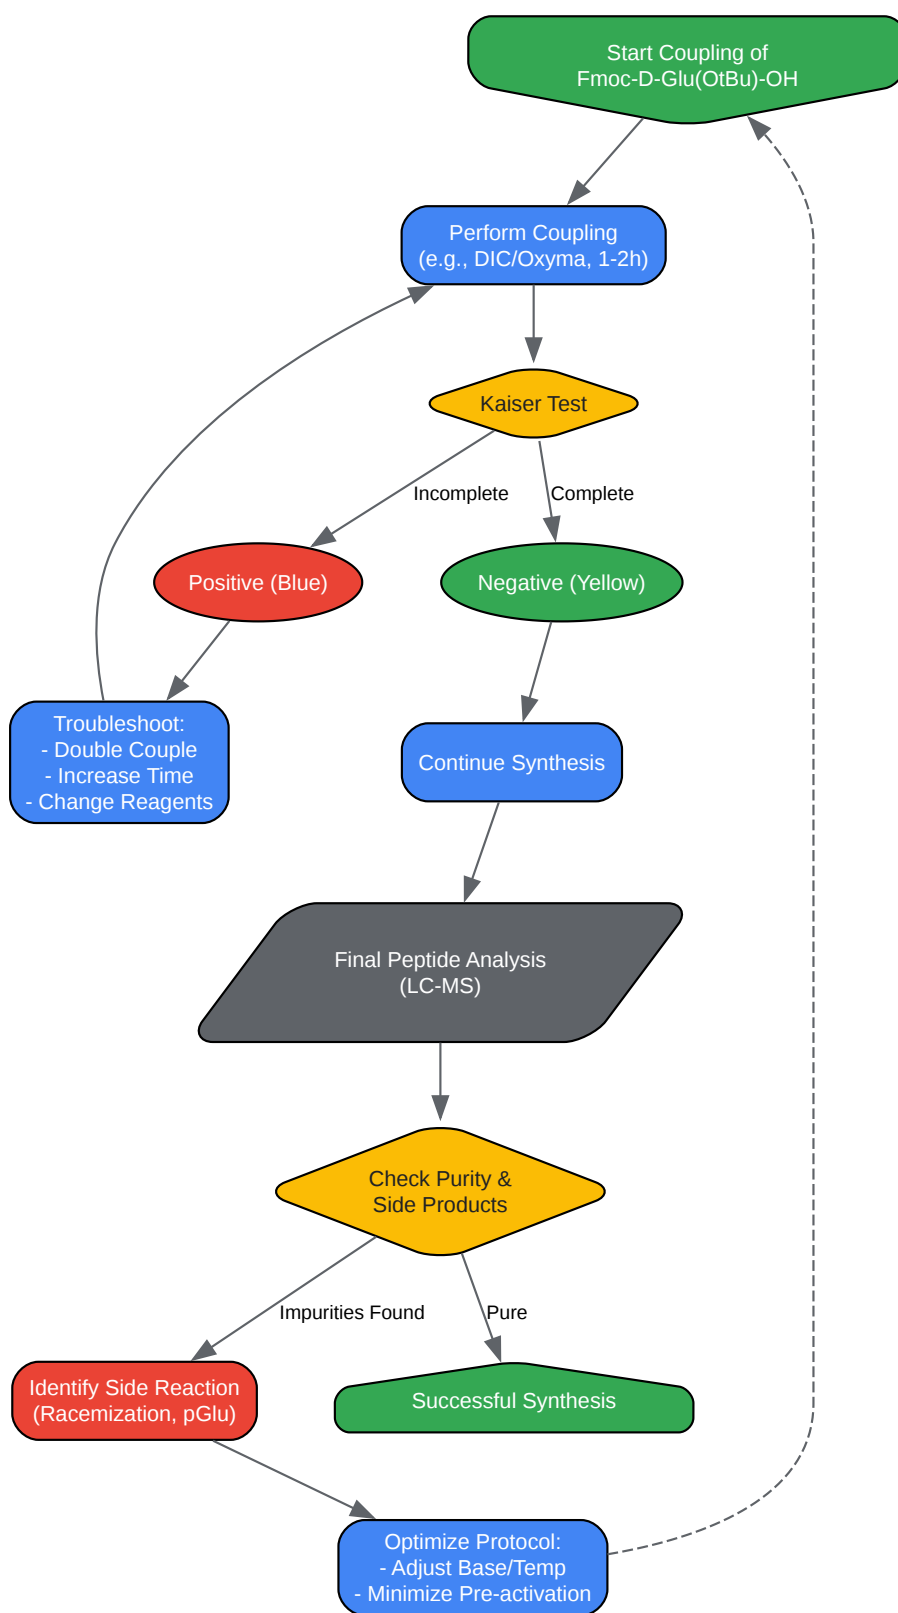 Start Coupling of
Fmoc-D-Glu(OtBu)-OH
Perform Coupling
(e.g., DIC/Oxyma, 1-2h)
Kaiser Test
Incomplete
Complete
Positive (Blue)
Negative (Yellow)
Troubleshoot:
- Double Couple
- Increase Time
- Change Reagents
Continue Synthesis
Final Peptide Analysis
(LC-MS)
Check Purity &
Side Products
Impurities Found
Pure
Identify Side Reaction
(Racemization, pGlu)
Successful Synthesis
Optimize Protocol:
- Adjust Base/Temp
- Minimize Pre-activation